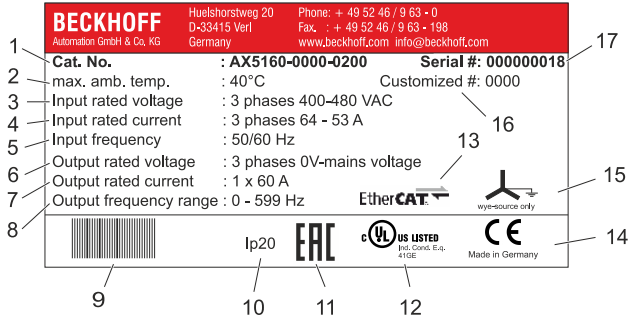 BECKHOFF
Automation GmbH & Co. KG
Huelshorstweg 20
D-33415 Verl
Germany
Phone: + 49 52 46 / 9 63 - 0
Fax. : + 49 52 46 / 9 63 - 198
www.beckhoff.com info@beckhoff.com
1 Cat. No. : AX5160-0000-0200 Serial #: 000000018 17
2 max. amb. temp. : 40°C Customized #: 0000 16
3 Input rated voltage : 3 phases 400-480 VAC
4 Input rated current : 3 phases 64 - 53 A
5 Input frequency : 50/60 Hz
6 Output rated voltage : 3 phases 0V-mains voltage
7 Output rated current : 1 x 60 A
8 Output frequency range : 0 - 599 Hz
13 EtherCAT
15 wye-source only
9
Ip20 10
EAC 11
C UL US LISTED
Ind. Cond. E.q.
41GE
12
CE
Made in Germany 14